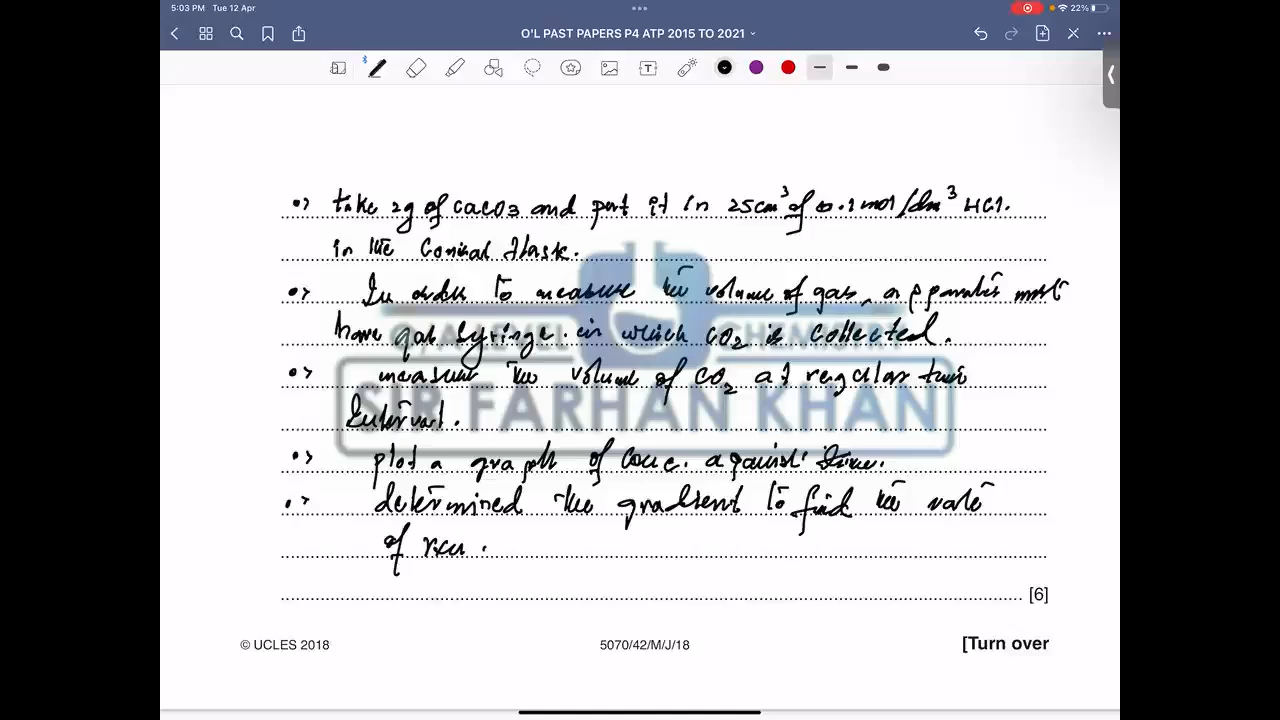 5:03 PM Tue 12 Apr
22%
O'L PAST PAPERS P4 ATP 2015 TO 2021
take 2g of CaCO3 and put it in 25cm³ of 0.1 mol/dm³ HCl.
in the Conical flask.
In order to measure the volume of gas, apparatus must
have gas syringe in which CO2 is Collected.
measure the volume of CO2 at regular time
Interval.
plot a graph of conc. against time.
determined the gradient to find the rate
of rxn.
O/A LEVEL CHEMISTRY
SIR FARHAN KHAN
[6]
© UCLES 2018
5070/42/M/J/18
[Turn over